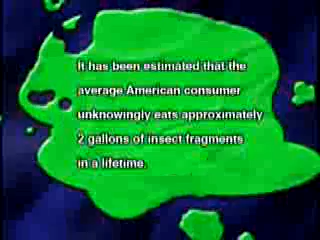 It has been estimated that the
average American consumer
unknowingly eats approximately
2 gallons of insect fragments
in a lifetime.